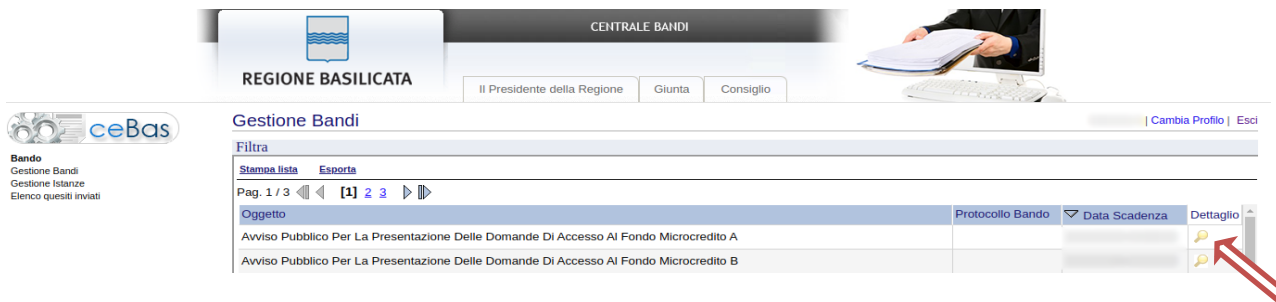 CENTRALE BANDI
REGIONE BASILICATA
Il Presidente della Regione Giunta Consiglio
ceBas
Gestione Bandi
| Cambia Profilo | Esci
Filtra
Bando
Gestione Bandi
Gestione Istanze
Elenco quesiti inviati
Stampa lista Esporta
Pag. 1 / 3 [1] 2 3
Oggetto Protocollo Bando Data Scadenza Dettaglio
Avviso Pubblico Per La Presentazione Delle Domande Di Accesso Al Fondo Microcredito A
Avviso Pubblico Per La Presentazione Delle Domande Di Accesso Al Fondo Microcredito B